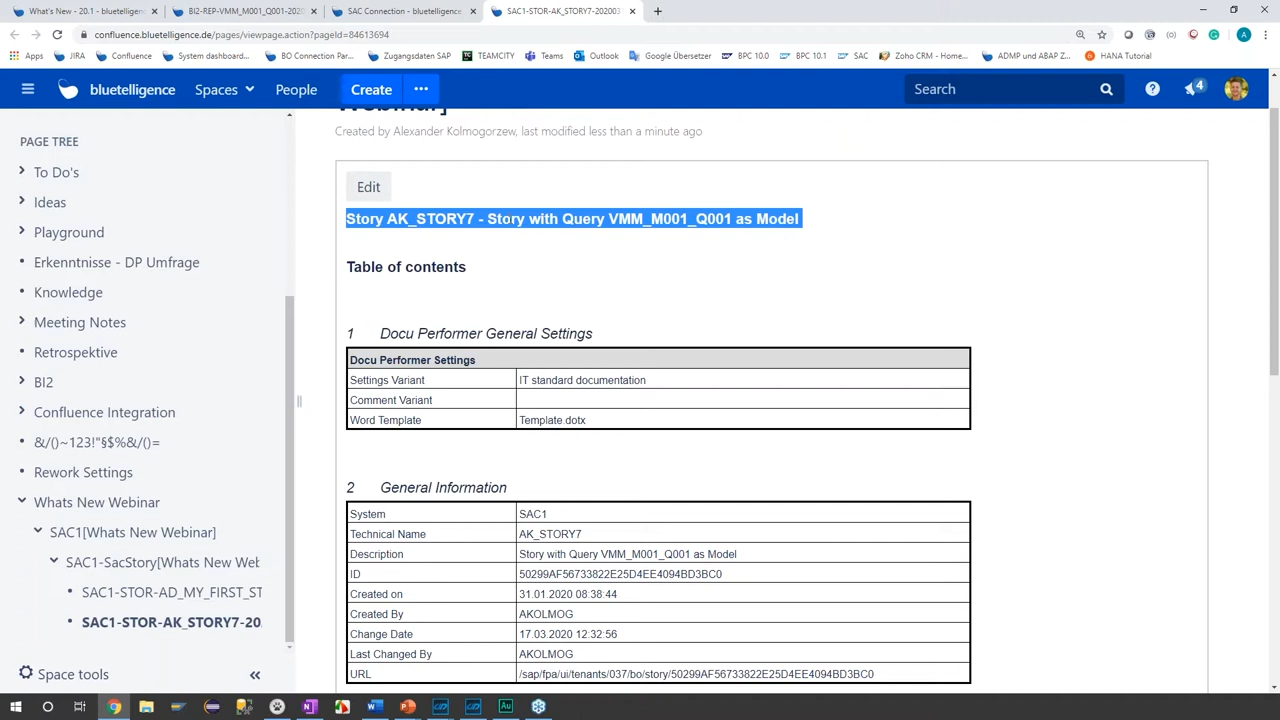 What's New - 20.1 - bluetelligen
BI2-REP-VMM_M001_Q001-2020
SAC Connection - bluetelligence
SAC1-STOR-AK_STORY7-202003
confluence.bluetelligence.de/pages/viewpage.action?pageId=84613694
Apps
JIRA
Confluence
System dashboard...
BO Connection Par...
Zugangsdaten SAP
TEAMCITY
Teams
Outlook
Google Übersetzer
BPC 10.0
BPC 10.1
SAC
Zoho CRM - Home...
ADMP und ABAP Z...
HANA Tutorial
bluetelligence
Spaces
People
Create
Search
4
PAGE TREE
To Do's
Ideas
Playground
Erkenntnisse - DP Umfrage
Knowledge
Meeting Notes
Retrospektive
BI2
Confluence Integration
&/()~123!"§$%&/()=
Rework Settings
Whats New Webinar
SAC1[Whats New Webinar]
SAC1-SacStory[Whats New Web
SAC1-STOR-AD_MY_FIRST_ST
SAC1-STOR-AK_STORY7-20
Space tools
Webinar]
Created by Alexander Kolmogorzew, last modified less than a minute ago
Edit
Story AK_STORY7 - Story with Query VMM_M001_Q001 as Model
Table of contents
1 Docu Performer General Settings
Docu Performer Settings
Settings Variant IT standard documentation
Comment Variant
Word Template Template.dotx
2 General Information
System SAC1
Technical Name AK_STORY7
Description Story with Query VMM_M001_Q001 as Model
ID 50299AF56733822E25D4EE4094BD3BC0
Created on 31.01.2020 08:38:44
Created By AKOLMOG
Change Date 17.03.2020 12:32:56
Last Changed By AKOLMOG
URL /sap/fpa/ui/tenants/037/bo/story/50299AF56733822E25D4EE4094BD3BC0